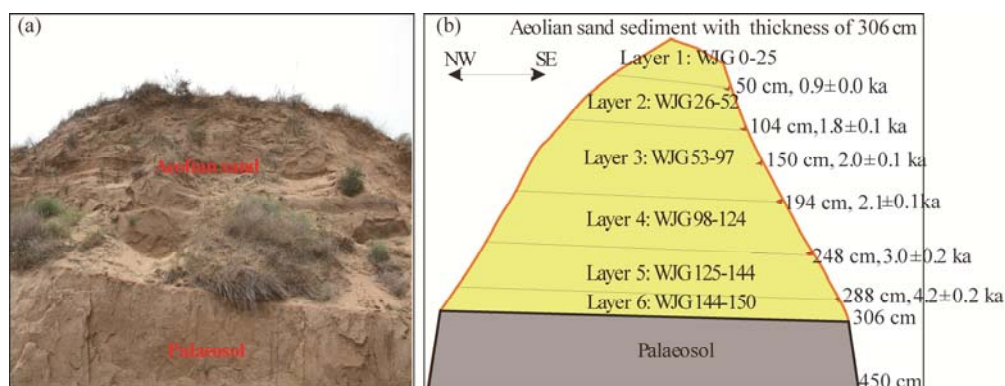 (a)
Aeolian sand
Palaeosol
(b)
Aeolian sand sediment with thickness of 306 cm
NW
SE
Layer 1: WJG 0-25
50 cm, 0.9±0.0 ka
Layer 2: WJG 26-52
104 cm, 1.8±0.1 ka
Layer 3: WJG 53-97
150 cm, 2.0±0.1 ka
194 cm, 2.1±0.1ka
Layer 4: WJG 98-124
248 cm, 3.0±0.2 ka
Layer 5: WJG 125-144
288 cm, 4.2±0.2 ka
Layer 6: WJG 144-150
306 cm
Palaeosol
450 cm